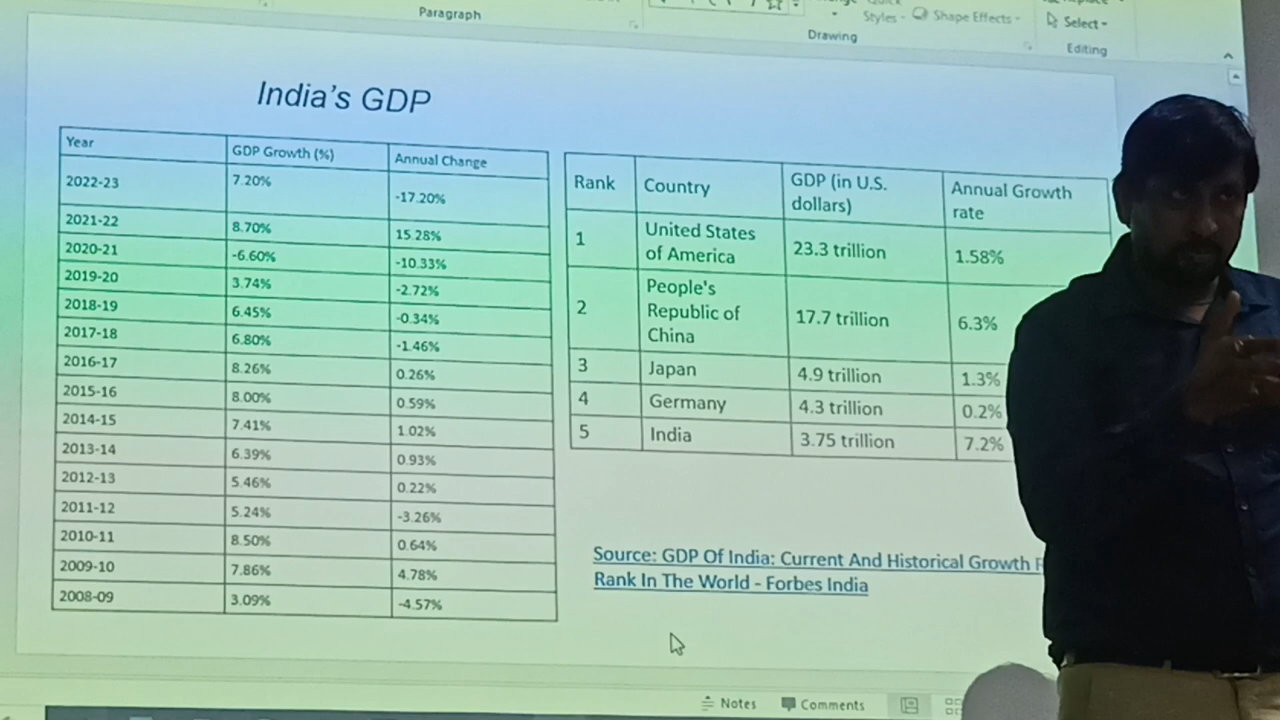 Paragraph
Styles
Shape Effects
Drawing
Select
Editing
India's GDP
Year GDP Growth (%) Annual Change
2022-23 7.20% -17.20%
2021-22 8.70% 15.28%
2020-21 -6.60% -10.33%
2019-20 3.74% -2.72%
2018-19 6.45% -0.34%
2017-18 6.80% -1.46%
2016-17 8.26% 0.26%
2015-16 8.00% 0.59%
2014-15 7.41% 1.02%
2013-14 6.39% 0.93%
2012-13 5.46% 0.22%
2011-12 5.24% -3.26%
2010-11 8.50% 0.64%
2009-10 7.86% 4.78%
2008-09 3.09% -4.57%
Rank Country GDP (in U.S. Annual Growth
dollars) rate
1 United States 23.3 trillion 1.58%
of America
People's
2 Republic of 17.7 trillion 6.3%
China
3 Japan 4.9 trillion 1.3%
4 Germany 4.3 trillion 0.2%
5 India 3.75 trillion 7.2%
Source: GDP Of India: Current And Historical Growth
Rank In The World - Forbes India
Notes Comments